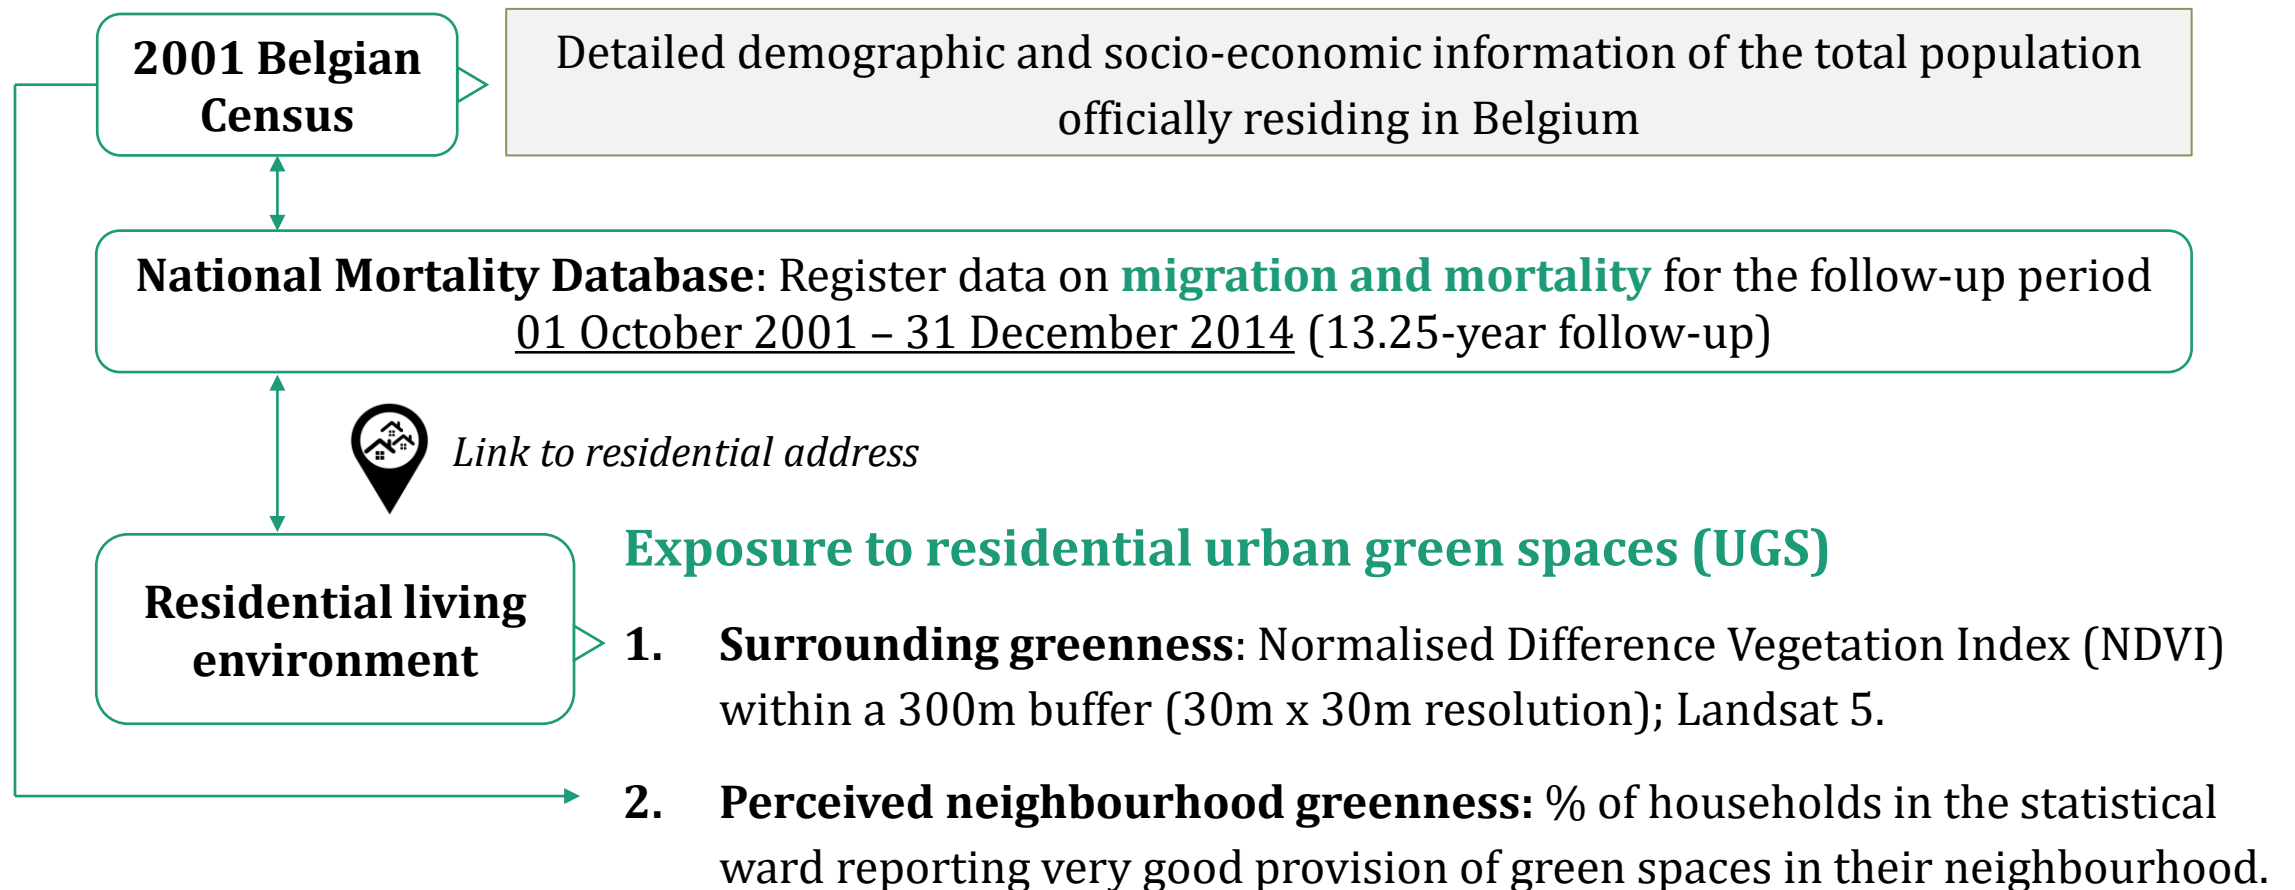 2001 Belgian
Census
Detailed demographic and socio-economic information of the total population
officially residing in Belgium
National Mortality Database: Register data on migration and mortality for the follow-up period
01 October 2001 – 31 December 2014 (13.25-year follow-up)
Link to residential address
Residential living
environment
Exposure to residential urban green spaces (UGS)
1. Surrounding greenness: Normalised Difference Vegetation Index (NDVI)
within a 300m buffer (30m x 30m resolution); Landsat 5.
2. Perceived neighbourhood greenness: % of households in the statistical
ward reporting very good provision of green spaces in their neighbourhood.